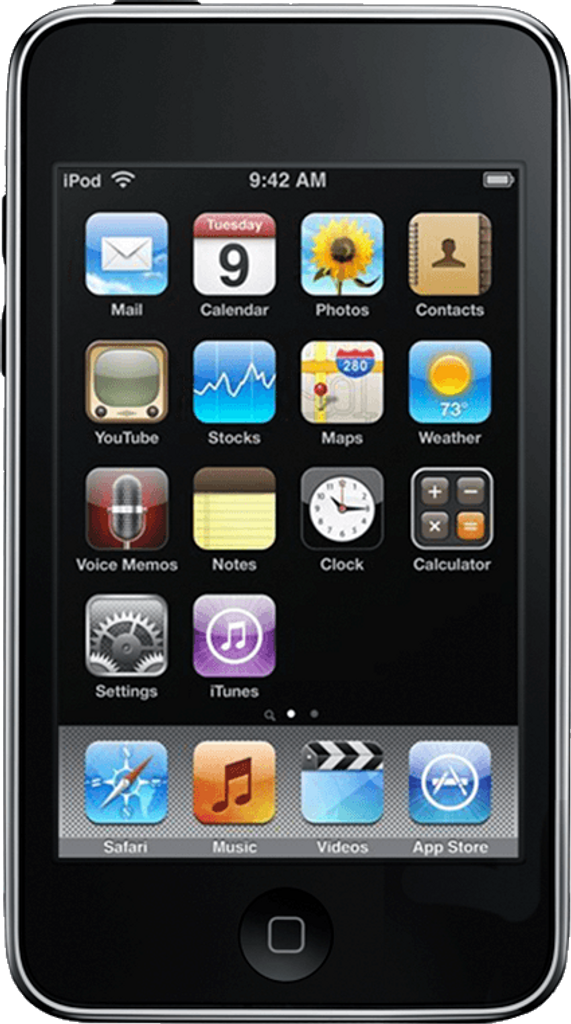 iPod 9:42 AM
Tuesday
9
Mail Calendar Photos Contacts
280
73°
YouTube Stocks Maps Weather
Voice Memos Notes Clock Calculator
Settings iTunes
Safari Music Videos App Store